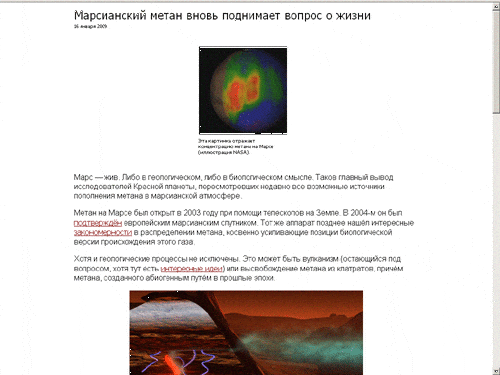 Марсианский метан вновь поднимает вопрос о жизни
16 января 2009
Эта картинка отражает
концентрацию метана на Марсе
(иллюстрация NASA).
Марс — жив. Либо в геологическом, либо в биологическом смысле. Таков главный вывод
исследователей Красной планеты, пересмотревших недавно все возможные источники
пополнения метана в марсианской атмосфере.
Метан на Марсе был открыт в 2003 году при помощи телескопов на Земле. В 2004-м он был
подтверждён европейским марсианским спутником. Тот же аппарат позднее нашёл интересные
закономерности в распределении метана, косвенно усиливающие позиции биологической
версии происхождения этого газа.
Хотя и геологические процессы не исключены. Это может быть вулканизм (остающийся под
вопросом, хотя тут есть интересные идеи) или высвобождение метана из клатратов, причём
метана, созданного абиогенным путём в прошлые эпохи.